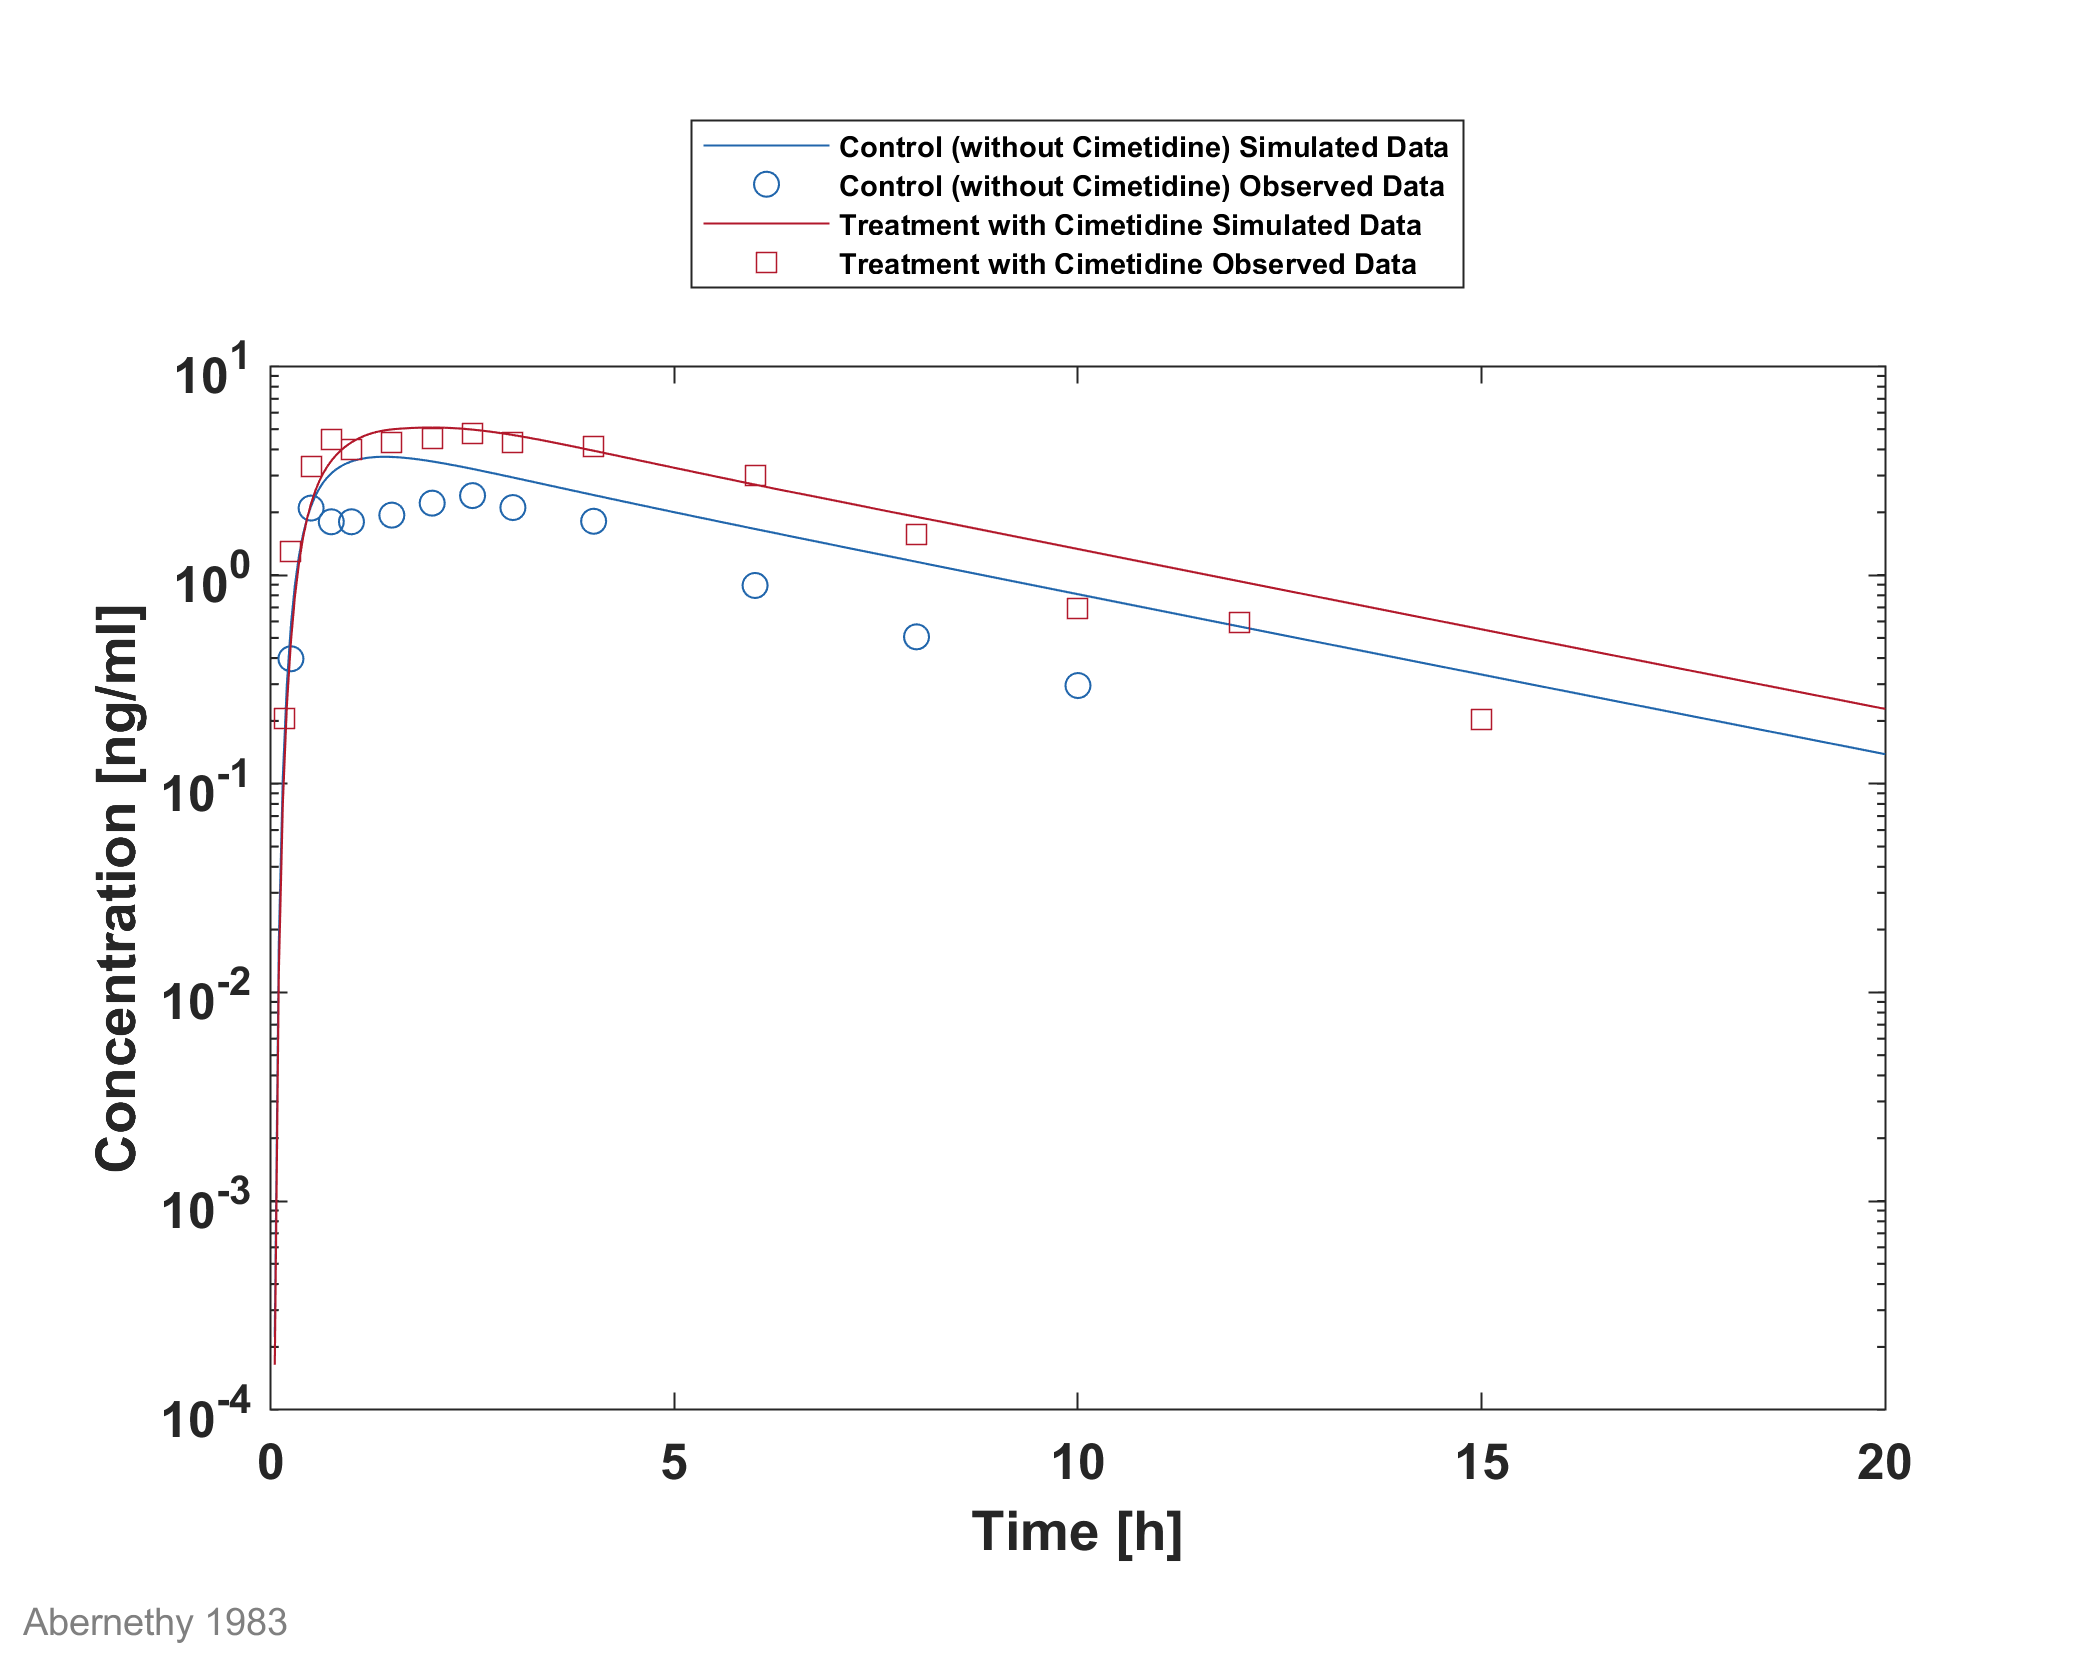 Control (without Cimetidine) Simulated Data
Control (without Cimetidine) Observed Data
Treatment with Cimetidine Simulated Data
Treatment with Cimetidine Observed Data
10^1
10^0
10^-1
10^-2
10^-3
10^-4
Concentration [ng/ml]
0 5 10 15 20
Time [h]
Abernethy 1983